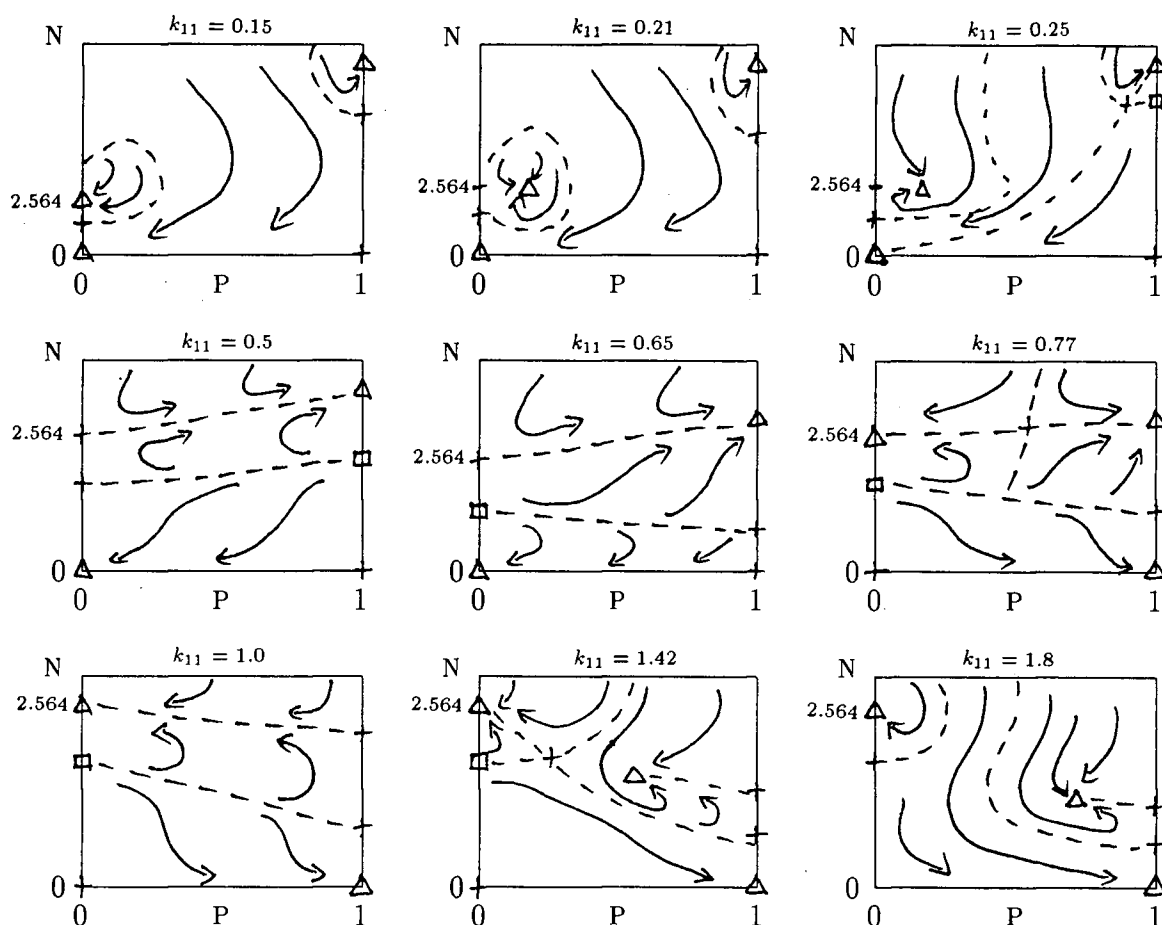 N k₁₁ = 0.15
2.564
0
0 P 1
N k₁₁ = 0.21
2.564
0
0 P 1
N k₁₁ = 0.25
2.564
0
0 P 1
N k₁₁ = 0.5
2.564
0
0 P 1
N k₁₁ = 0.65
2.564
0
0 P 1
N k₁₁ = 0.77
2.564
0
0 P 1
N k₁₁ = 1.0
2.564
0
0 P 1
N k₁₁ = 1.42
2.564
0
0 P 1
N k₁₁ = 1.8
2.564
0
0 P 1